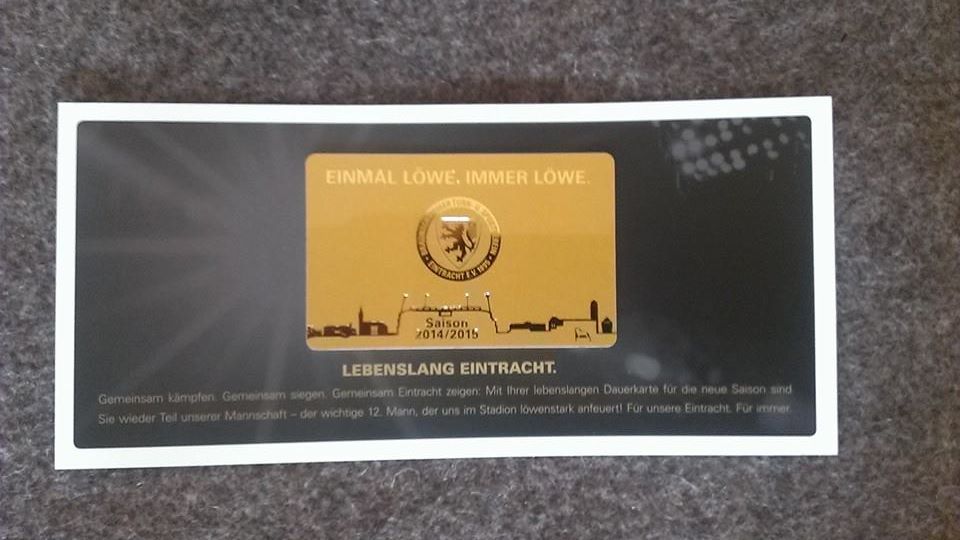 EINMAL LÖWE. IMMER LÖWE.
EINTRACHT E.V. 1895
Saison
2014/2015
LEBENSLANG EINTRACHT.
Gemeinsam kämpfen. Gemeinsam siegen. Gemeinsam Eintracht zeigen: Mit Ihrer lebenslangen Dauerkarte für die neue Saison sind
Sie wieder Teil unserer Mannschaft – der wichtige 12. Mann, der uns im Stadion löwenstark anfeuert! Für unsere Eintracht. Für immer.